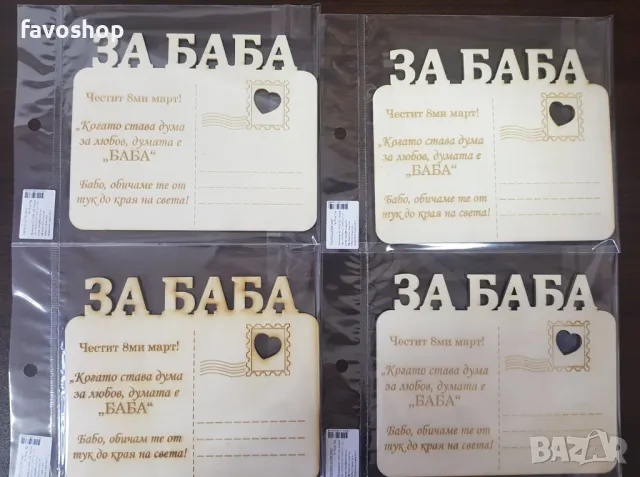 favoshop
ЗА БАБА
Честит 8ми март!
„Когато става дума
за любов, думата е
„БАБА“
Бабо, обичаме те от
тук до края на света!
ЗА БАБА
Честит 8ми март!
„Когато става дума
за любов, думата е
„БАБА“
Бабо, обичаме те от
тук до края на света!
ЗА БАБА
Честит 8ми март!
„Когато става дума
за любов, думата е
„БАБА“
Бабо, обичам те от
тук до края на света!
ЗА БАБА
Честит 8ми март!
„Когато става дума
за любов, думата е
„БАБА“
Бабо, обичаме те от
тук до края на света!
BAZAR